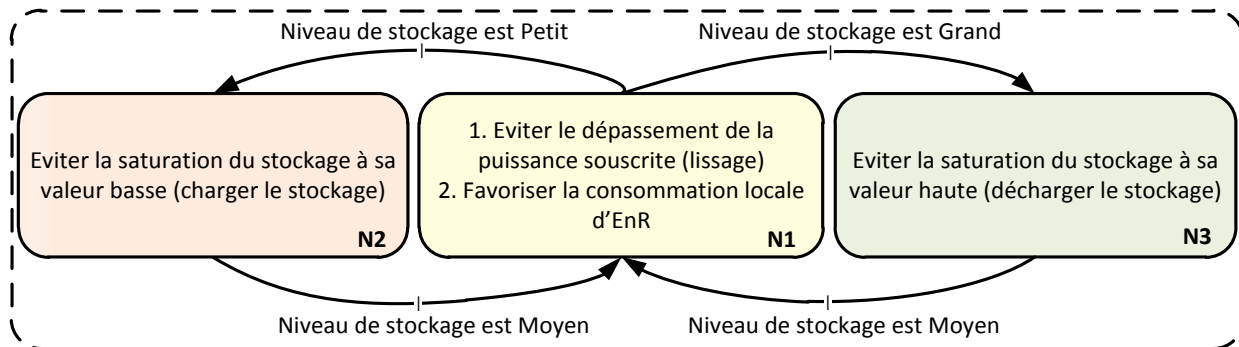 Niveau de stockage est Petit
Niveau de stockage est Grand
Eviter la saturation du stockage à sa
valeur basse (charger le stockage)
N2
1. Eviter le dépassement de la
puissance souscrite (lissage)
2. Favoriser la consommation locale
d'EnR
N1
Eviter la saturation du stockage à sa
valeur haute (décharger le stockage)
N3
Niveau de stockage est Moyen
Niveau de stockage est Moyen